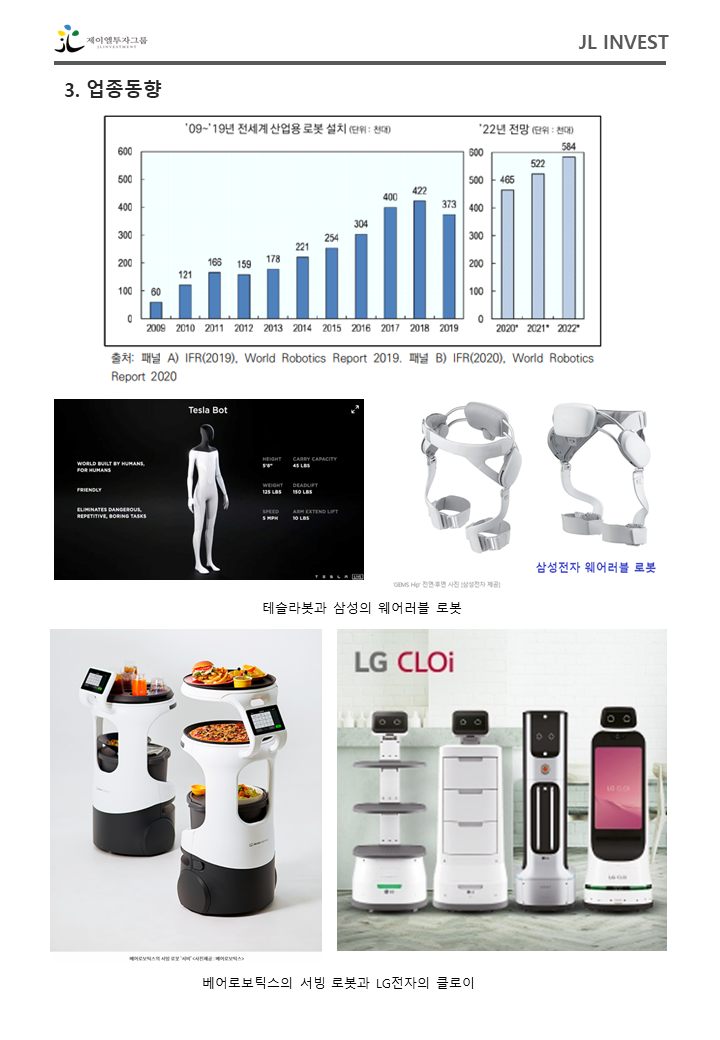 제이엘투자그룹
JLINVESTMENT
JL INVEST
3. 업종동향
'09~'19년 전세계 산업용 로봇 설치 (단위 : 천대)
'22년 전망 (단위 : 천대)
600
500
400
300
200
100
0
60
121
166
159
178
221
254
304
400
422
373
2009 2010 2011 2012 2013 2014 2015 2016 2017 2018 2019
600
500
400
300
200
100
0
465
522
584
2020* 2021* 2022*
출처: 패널 A) IFR(2019), World Robotics Report 2019. 패널 B) IFR(2020), World Robotics
Report 2020
Tesla Bot
WORLD BUILT BY HUMANS,
FOR HUMANS
FRIENDLY
ELIMINATES DANGEROUS,
REPETITIVE, BORING TASKS
HEIGHT
5'8"
CARRY CAPACITY
45 LBS
WEIGHT
125 LBS
DEADLIFT
150 LBS
SPEED
5 MPH
ARM EXTEND LIFT
10 LBS
TESLA LIVE
삼성전자 웨어러블 로봇
'GEMS Hip' 전면·후면 사진 [삼성전자 제공]
테슬라봇과 삼성의 웨어러블 로봇
LG CLOi
LG CLOi
LG CLOi
베어로보틱스의 서빙 로봇 '서비' <사진제공 : 베어로보틱스>
베어로보틱스의 서빙 로봇과 LG전자의 클로이